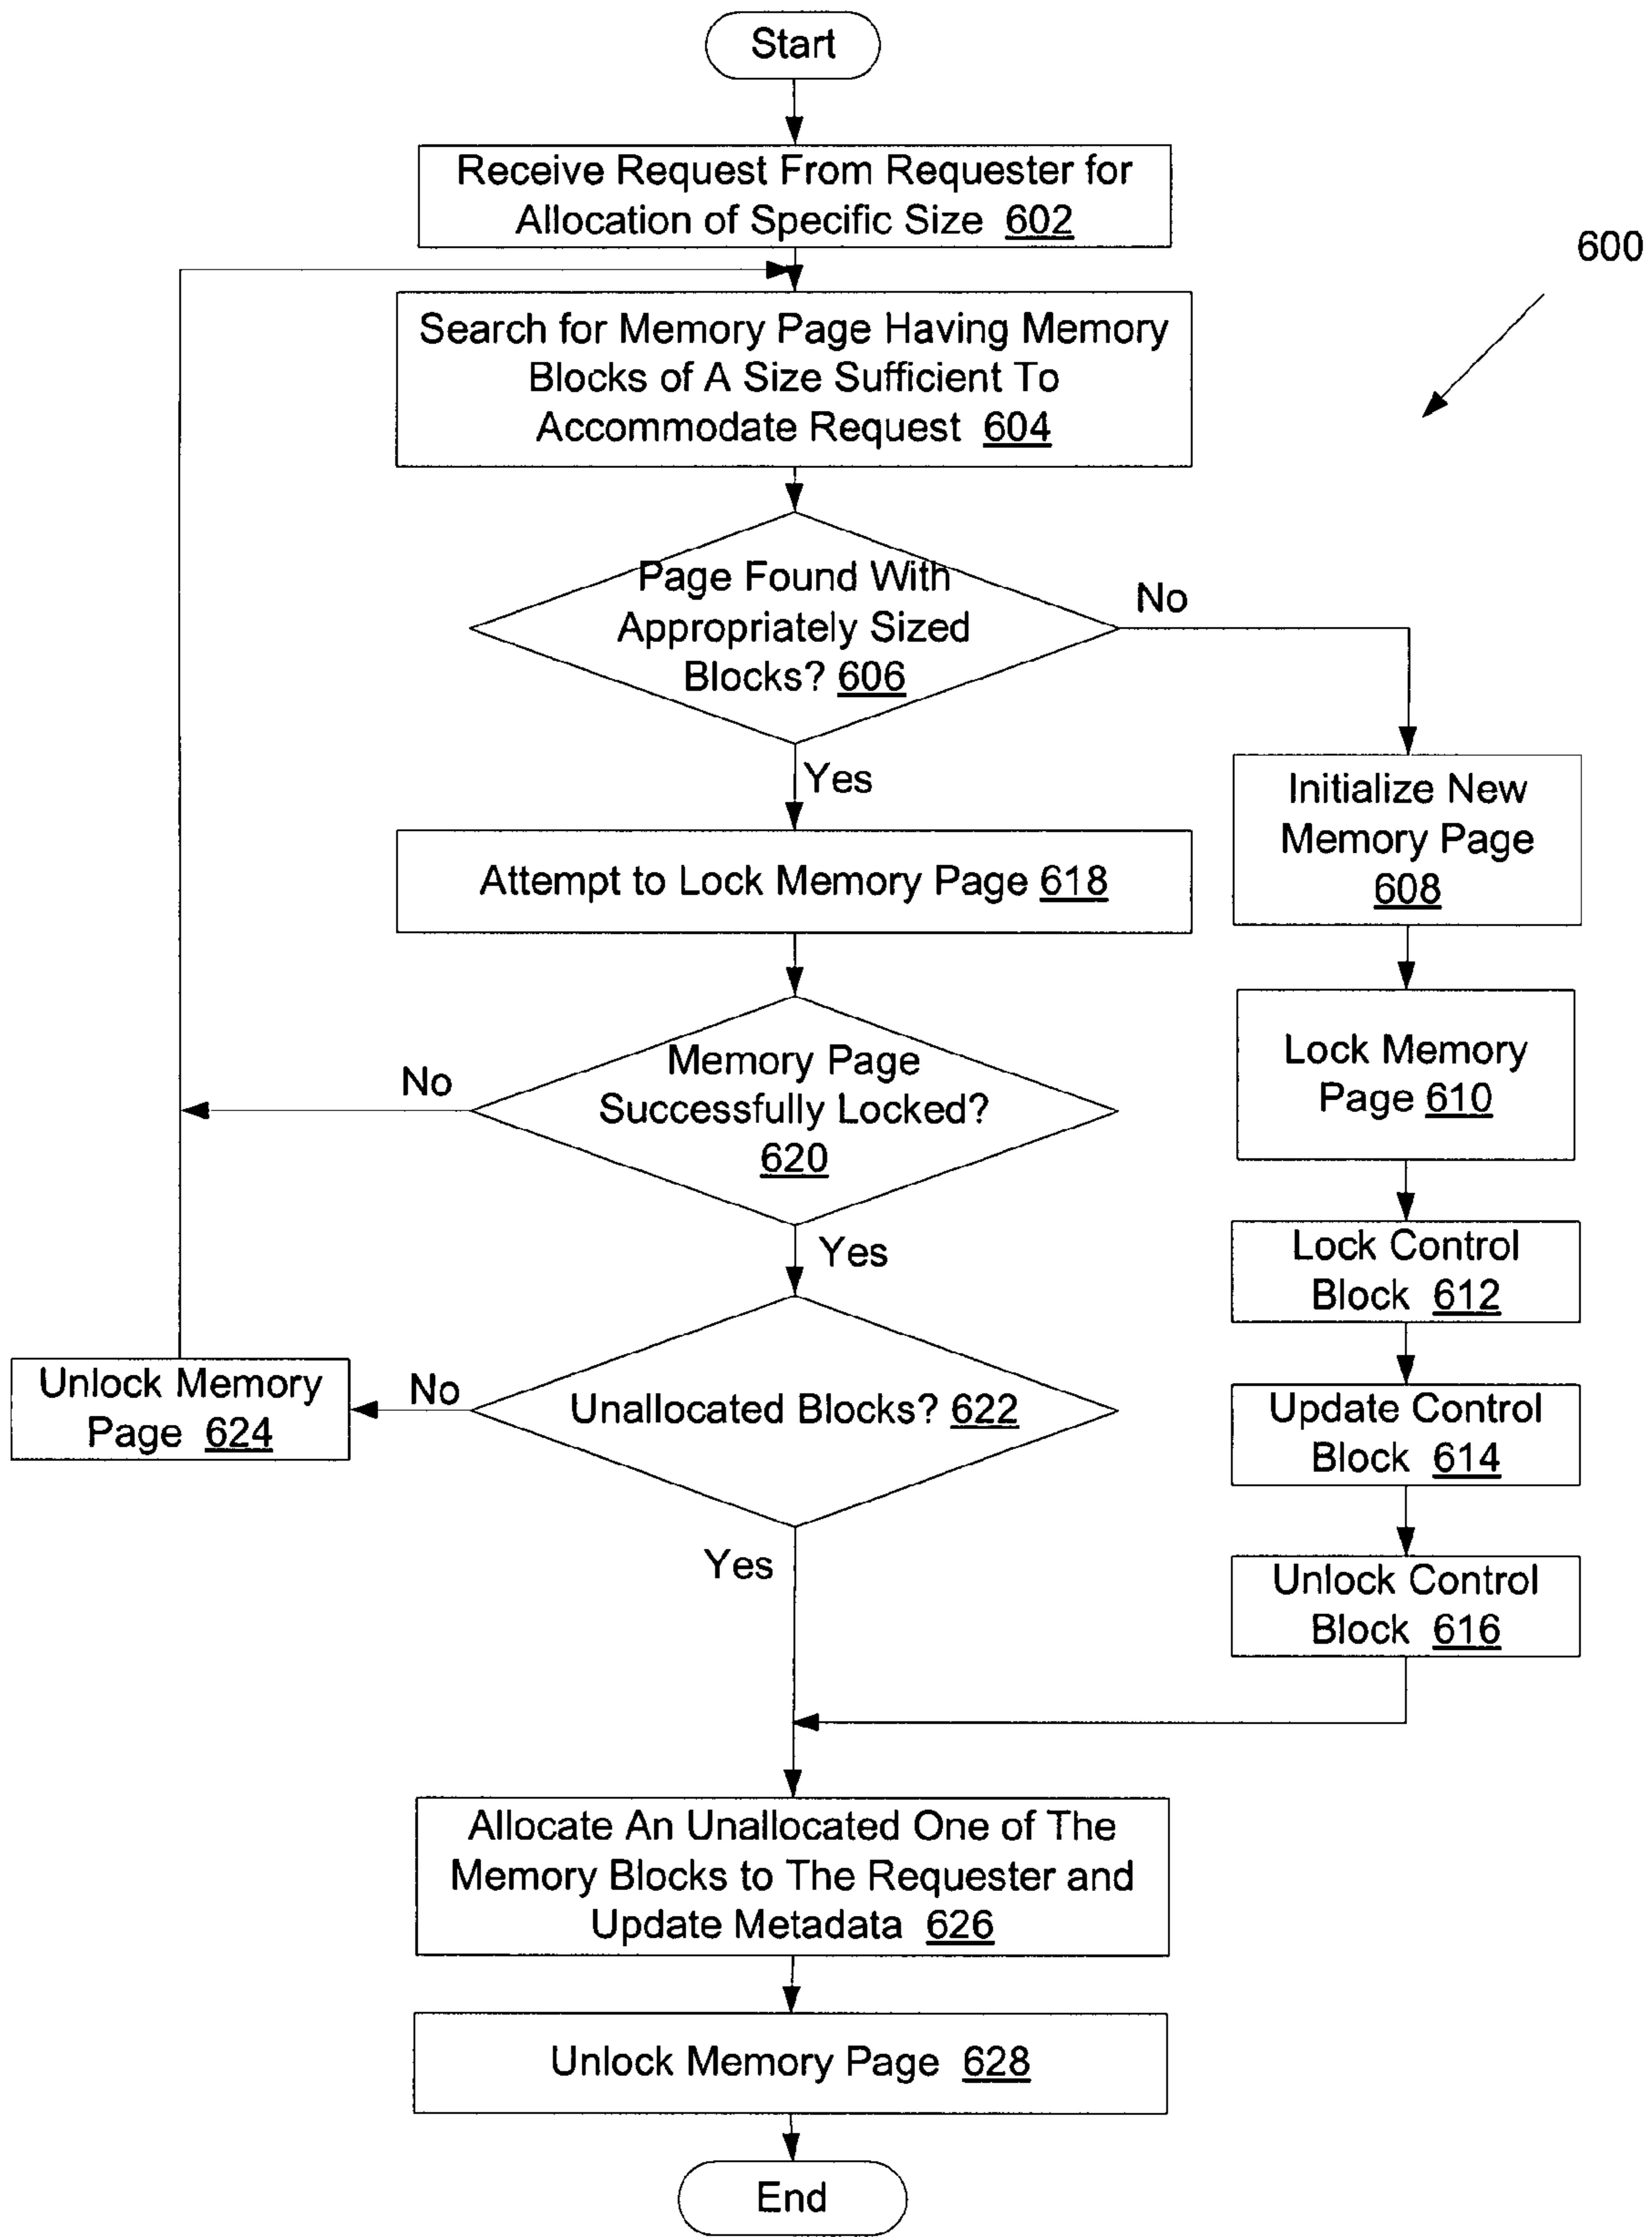 Start
Receive Request From Requester for
Allocation of Specific Size 602
600
Search for Memory Page Having Memory
Blocks of A Size Sufficient To
Accommodate Request 604
Page Found With
Appropriately Sized
Blocks? 606
No
Yes
Initialize New
Memory Page
608
Attempt to Lock Memory Page 618
Lock Memory
Page 610
Memory Page
Successfully Locked?
620
No
Yes
Lock Control
Block 612
Unlock Memory
Page 624
No
Unallocated Blocks? 622
Update Control
Block 614
Yes
Unlock Control
Block 616
Allocate An Unallocated One of The
Memory Blocks to The Requester and
Update Metadata 626
Unlock Memory Page 628
End